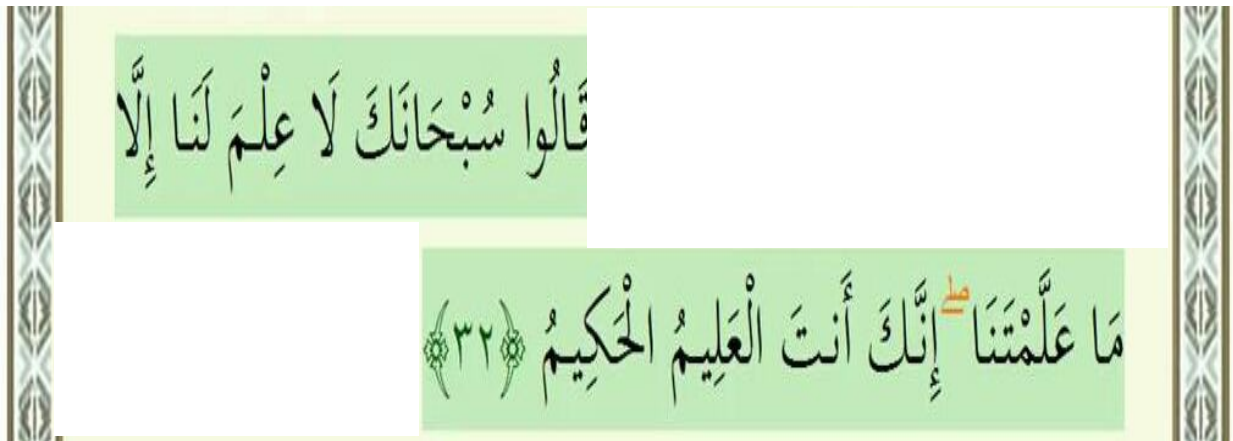 قَالُوا سُبْحَانَكَ لَا عِلْمَ لَنَا إِلَّا
مَا عَلَّمْتَنَا ۖ إِنَّكَ أَنتَ الْعَلِيمُ الْحَكِيمُ ﴿٣٢﴾